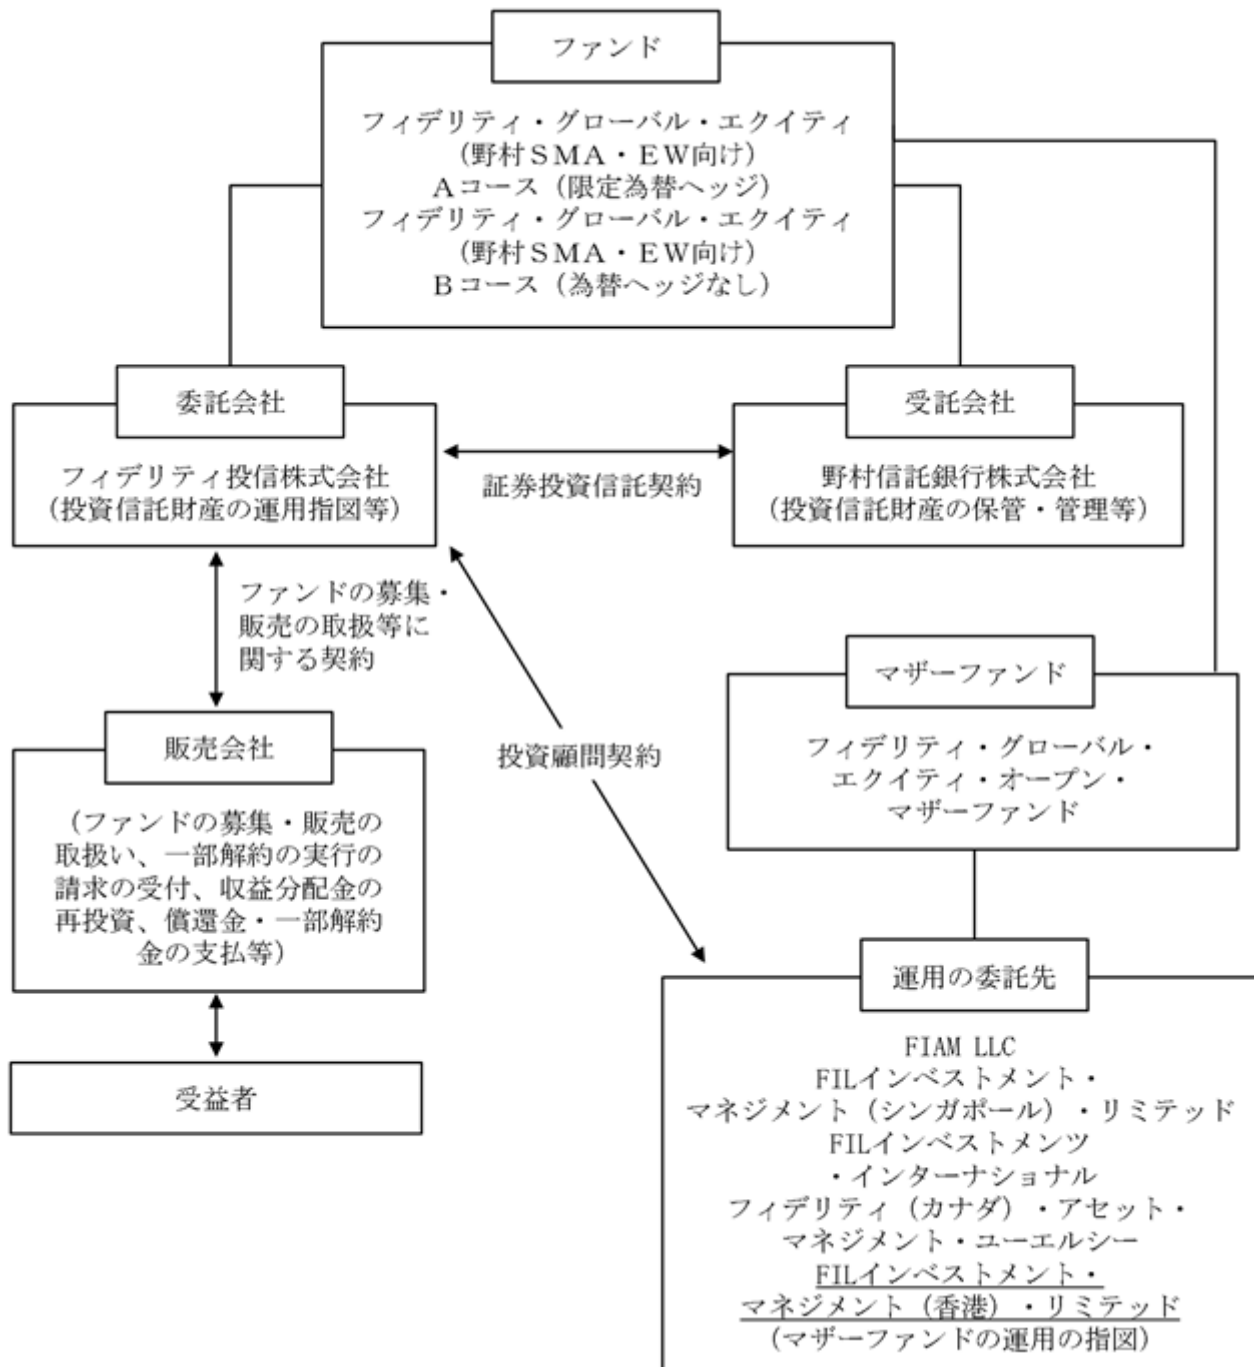 ファンド
フィデリティ・グローバル・エクイティ
(野村ＳＭＡ・ＥＷ向け)
Ａコース（限定為替ヘッジ）
フィデリティ・グローバル・エクイティ
(野村ＳＭＡ・ＥＷ向け)
Ｂコース（為替ヘッジなし）
委託会社
フィデリティ投信株式会社
(投資信託財産の運用指図等)
証券投資信託契約
受託会社
野村信託銀行株式会社
(投資信託財産の保管・管理等)
ファンドの募集・
販売の取扱等に
関する契約
販売会社
(ファンドの募集・販売の
取扱い、一部解約の実行の
請求の受付、収益分配金の
再投資、償還金・一部解約
金の支払等)
受益者
投資顧問契約
マザーファンド
フィデリティ・グローバル・
エクイティ・オープン・
マザーファンド
運用の委託先
FIAM LLC
FILインベストメント・
マネジメント（シンガポール）・リミテッド
FILインベストメンツ
・インターナショナル
フィデリティ（カナダ）・アセット・
マネジメント・ユーエルシー
FILインベストメント・
マネジメント（香港）・リミテッド
(マザーファンドの運用の指図)